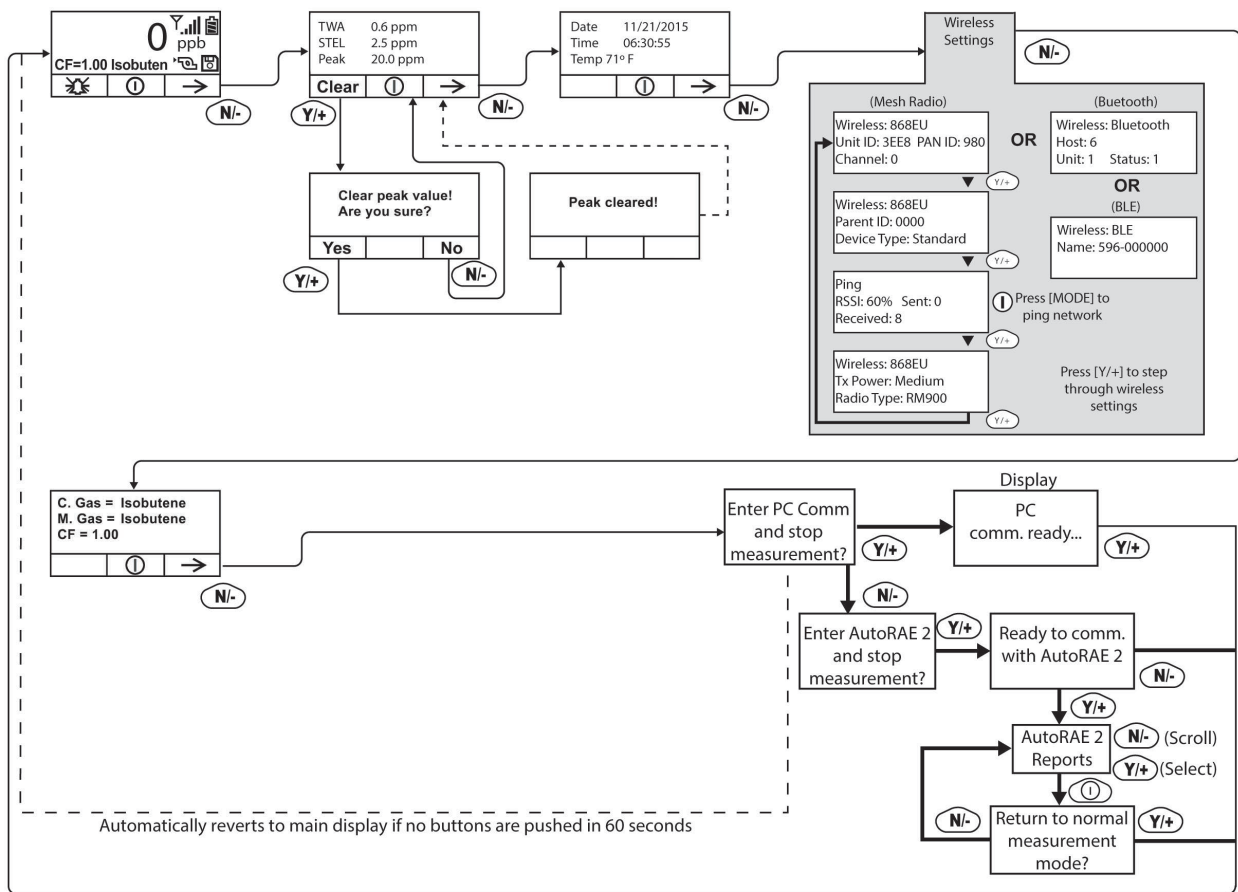 0
ppb
CF=1.00 Isobuten
N/-
TWA 0.6 ppm
STEL 2.5 ppm
Peak 20.0 ppm
Clear
Y/+
N/-
Date 11/21/2015
Time 06:30:55
Temp 71º F
N/-
Wireless
Settings
N/-
Clear peak value!
Are you sure?
Yes No
Y/+
N/-
Peak cleared!
(Mesh Radio)
Wireless: 868EU
Unit ID: 3EE8 PAN ID: 980
Channel: 0
Y/+
Wireless: 868EU
Parent ID: 0000
Device Type: Standard
Y/+
Ping
RSSI: 60% Sent: 0
Received: 8
Y/+
Wireless: 868EU
Tx Power: Medium
Radio Type: RM900
Y/+
OR
(Buetooth)
Wireless: Bluetooth
Host: 6
Unit: 1 Status: 1
OR
(BLE)
Wireless: BLE
Name: 596-000000
Press [MODE] to
ping network
Press [Y/+] to step
through wireless
settings
C. Gas = Isobutene
M. Gas = Isobutene
CF = 1.00
N/-
Enter PC Comm
and stop
measurement?
Y/+
N/-
Display
PC
comm. ready...
Y/+
Enter AutoRAE 2
and stop
measurement?
Y/+
Ready to comm.
with AutoRAE 2
N/-
Y/+
AutoRAE 2
Reports
N/- (Scroll)
Y/+ (Select)
Return to normal
measurement
mode?
N/-
Y/+
Automatically reverts to main display if no buttons are pushed in 60 seconds